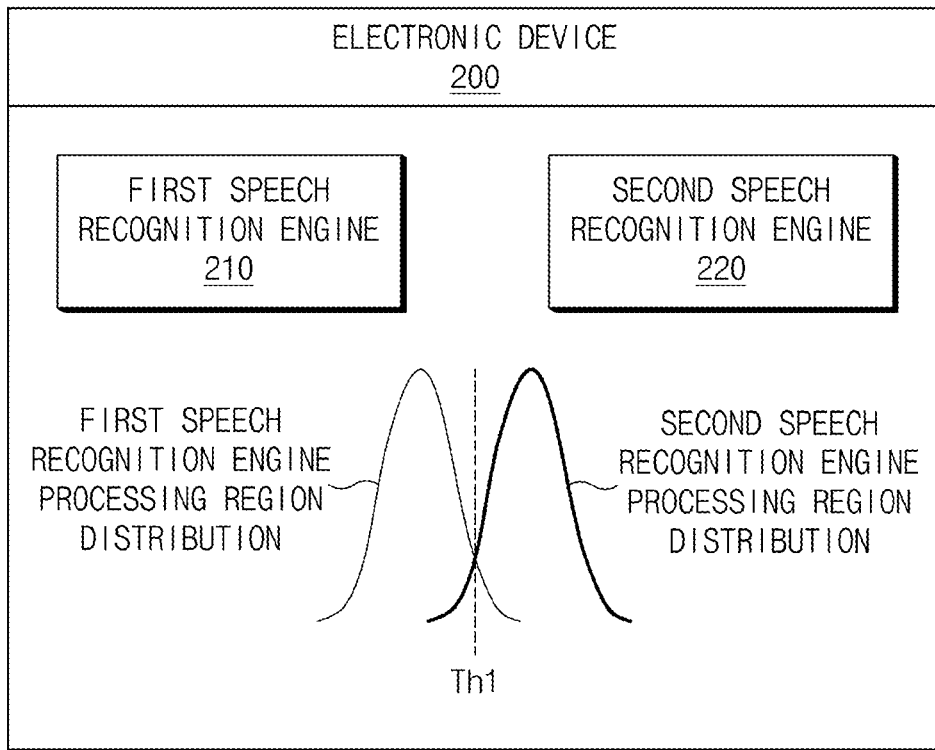 ELECTRONIC DEVICE
200
FIRST SPEECH
RECOGNITION ENGINE
210
SECOND SPEECH
RECOGNITION ENGINE
220
FIRST SPEECH
RECOGNITION ENGINE
PROCESSING REGION
DISTRIBUTION
SECOND SPEECH
RECOGNITION ENGINE
PROCESSING REGION
DISTRIBUTION
Th1